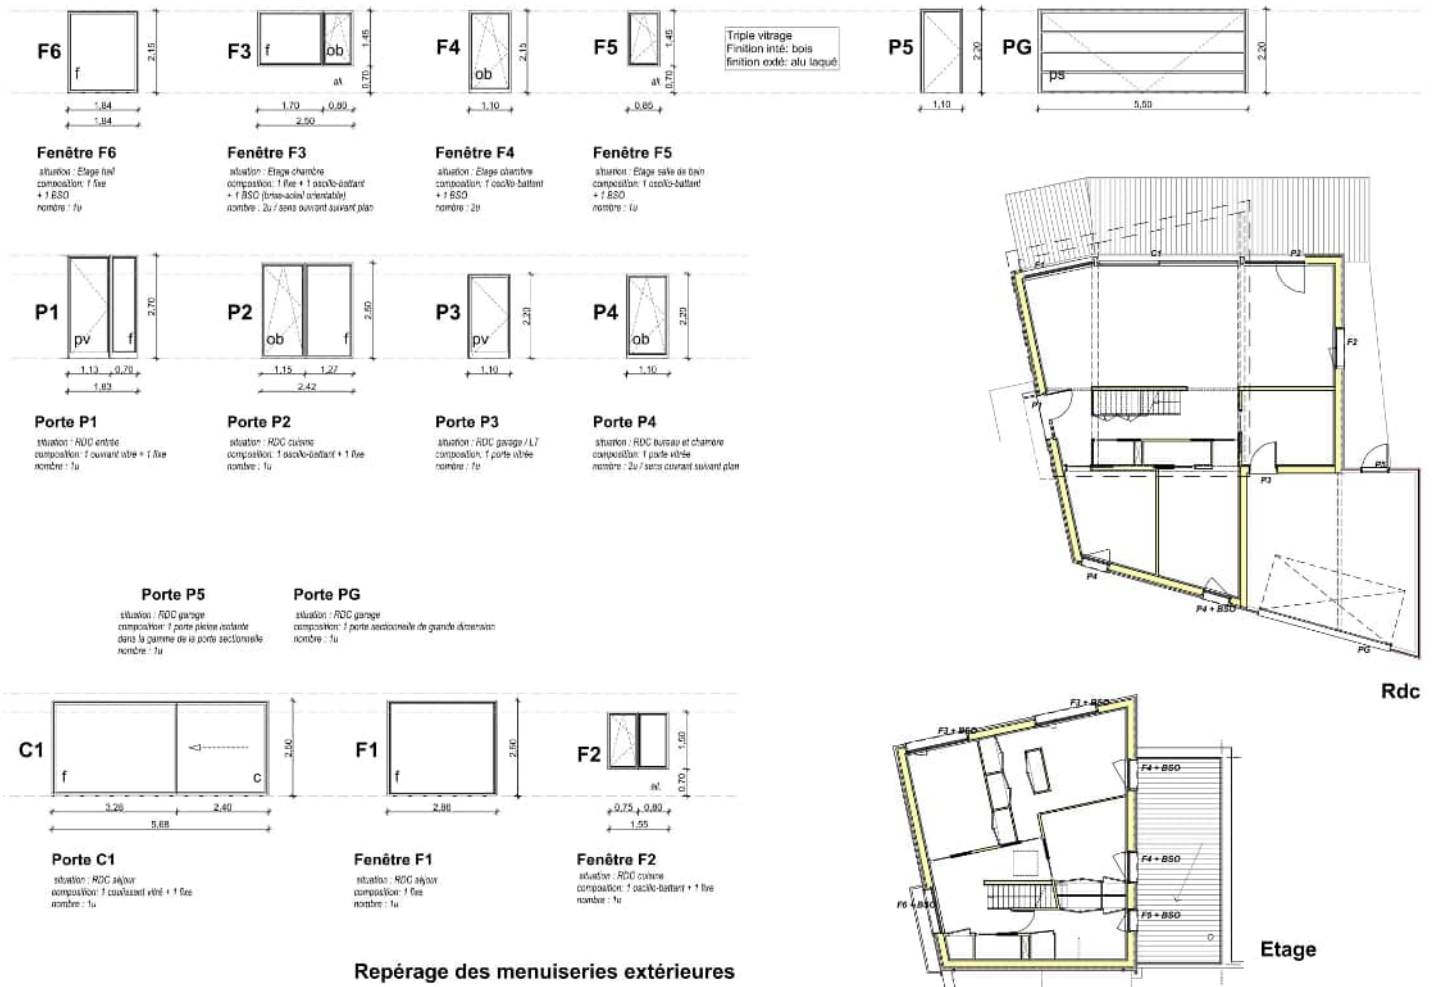 F6
f
2,15
1,84
1,84
F3
f
ob
1,45
0,70
all.
1,70
0,80
2,50
F4
ob
2,15
1,10
F5
1,45
0,70
all.
0,85
Triple vitrage
Finition inté: bois
finition exté: alu laqué
P5
2,20
1,10
PG
ps
2,20
5,50
Fenêtre F6
situation : Etage hall
composition: 1 fixe
+ 1 BSO
nombre : 1u
Fenêtre F3
situation : Etage chambre
composition: 1 fixe + 1 oscillo-battant
+ 1 BSO (brise-soleil orientable)
nombre : 2u / sens ouvrant suivant plan
Fenêtre F4
situation : Etage chambre
composition: 1 oscillo-battant
+ 1 BSO
nombre : 2u
Fenêtre F5
situation : Etage salle de bain
composition: 1 oscillo-battant
+ 1 BSO
nombre : 1u
P1
pv
f
2,70
1,13
0,70
1,83
P2
ob
f
2,50
1,15
1,27
2,42
P3
pv
2,20
1,10
P4
ob
2,20
1,10
Porte P1
situation : RDC entrée
composition: 1 ouvrant vitré + 1 fixe
nombre : 1u
Porte P2
situation : RDC cuisine
composition: 1 oscillo-battant + 1 fixe
nombre : 1u
Porte P3
situation : RDC garage / LT
composition: 1 porte vitrée
nombre : 1u
Porte P4
situation : RDC bureau et chambre
composition: 1 porte vitrée
nombre : 2u / sens ouvrant suivant plan
Porte P5
situation : RDC garage
composition: 1 porte pleine isolante
dans la gamme de la porte sectionnelle
nombre : 1u
Porte PG
situation : RDC garage
composition: 1 porte sectionnelle de grande dimension
nombre : 1u
C1
f
c
2,50
3,28
2,40
5,68
F1
f
2,50
2,86
F2
1,50
0,70
all.
0,75
0,80
1,55
Porte C1
situation : RDC séjour
composition: 1 coulissant vitré + 1 fixe
nombre : 1u
Fenêtre F1
situation : RDC séjour
composition: 1 fixe
nombre : 1u
Fenêtre F2
situation : RDC cuisine
composition: 1 oscillo-battant + 1 fixe
nombre : 1u
F1
C1
P2
F2
P1
P3
P5
P4
P4 + BSO
PG
Rdc
F3 + BSO
F3 + BSO
F4 + BSO
F4 + BSO
F5 + BSO
F6 + BSO
Etage
Repérage des menuiseries extérieures